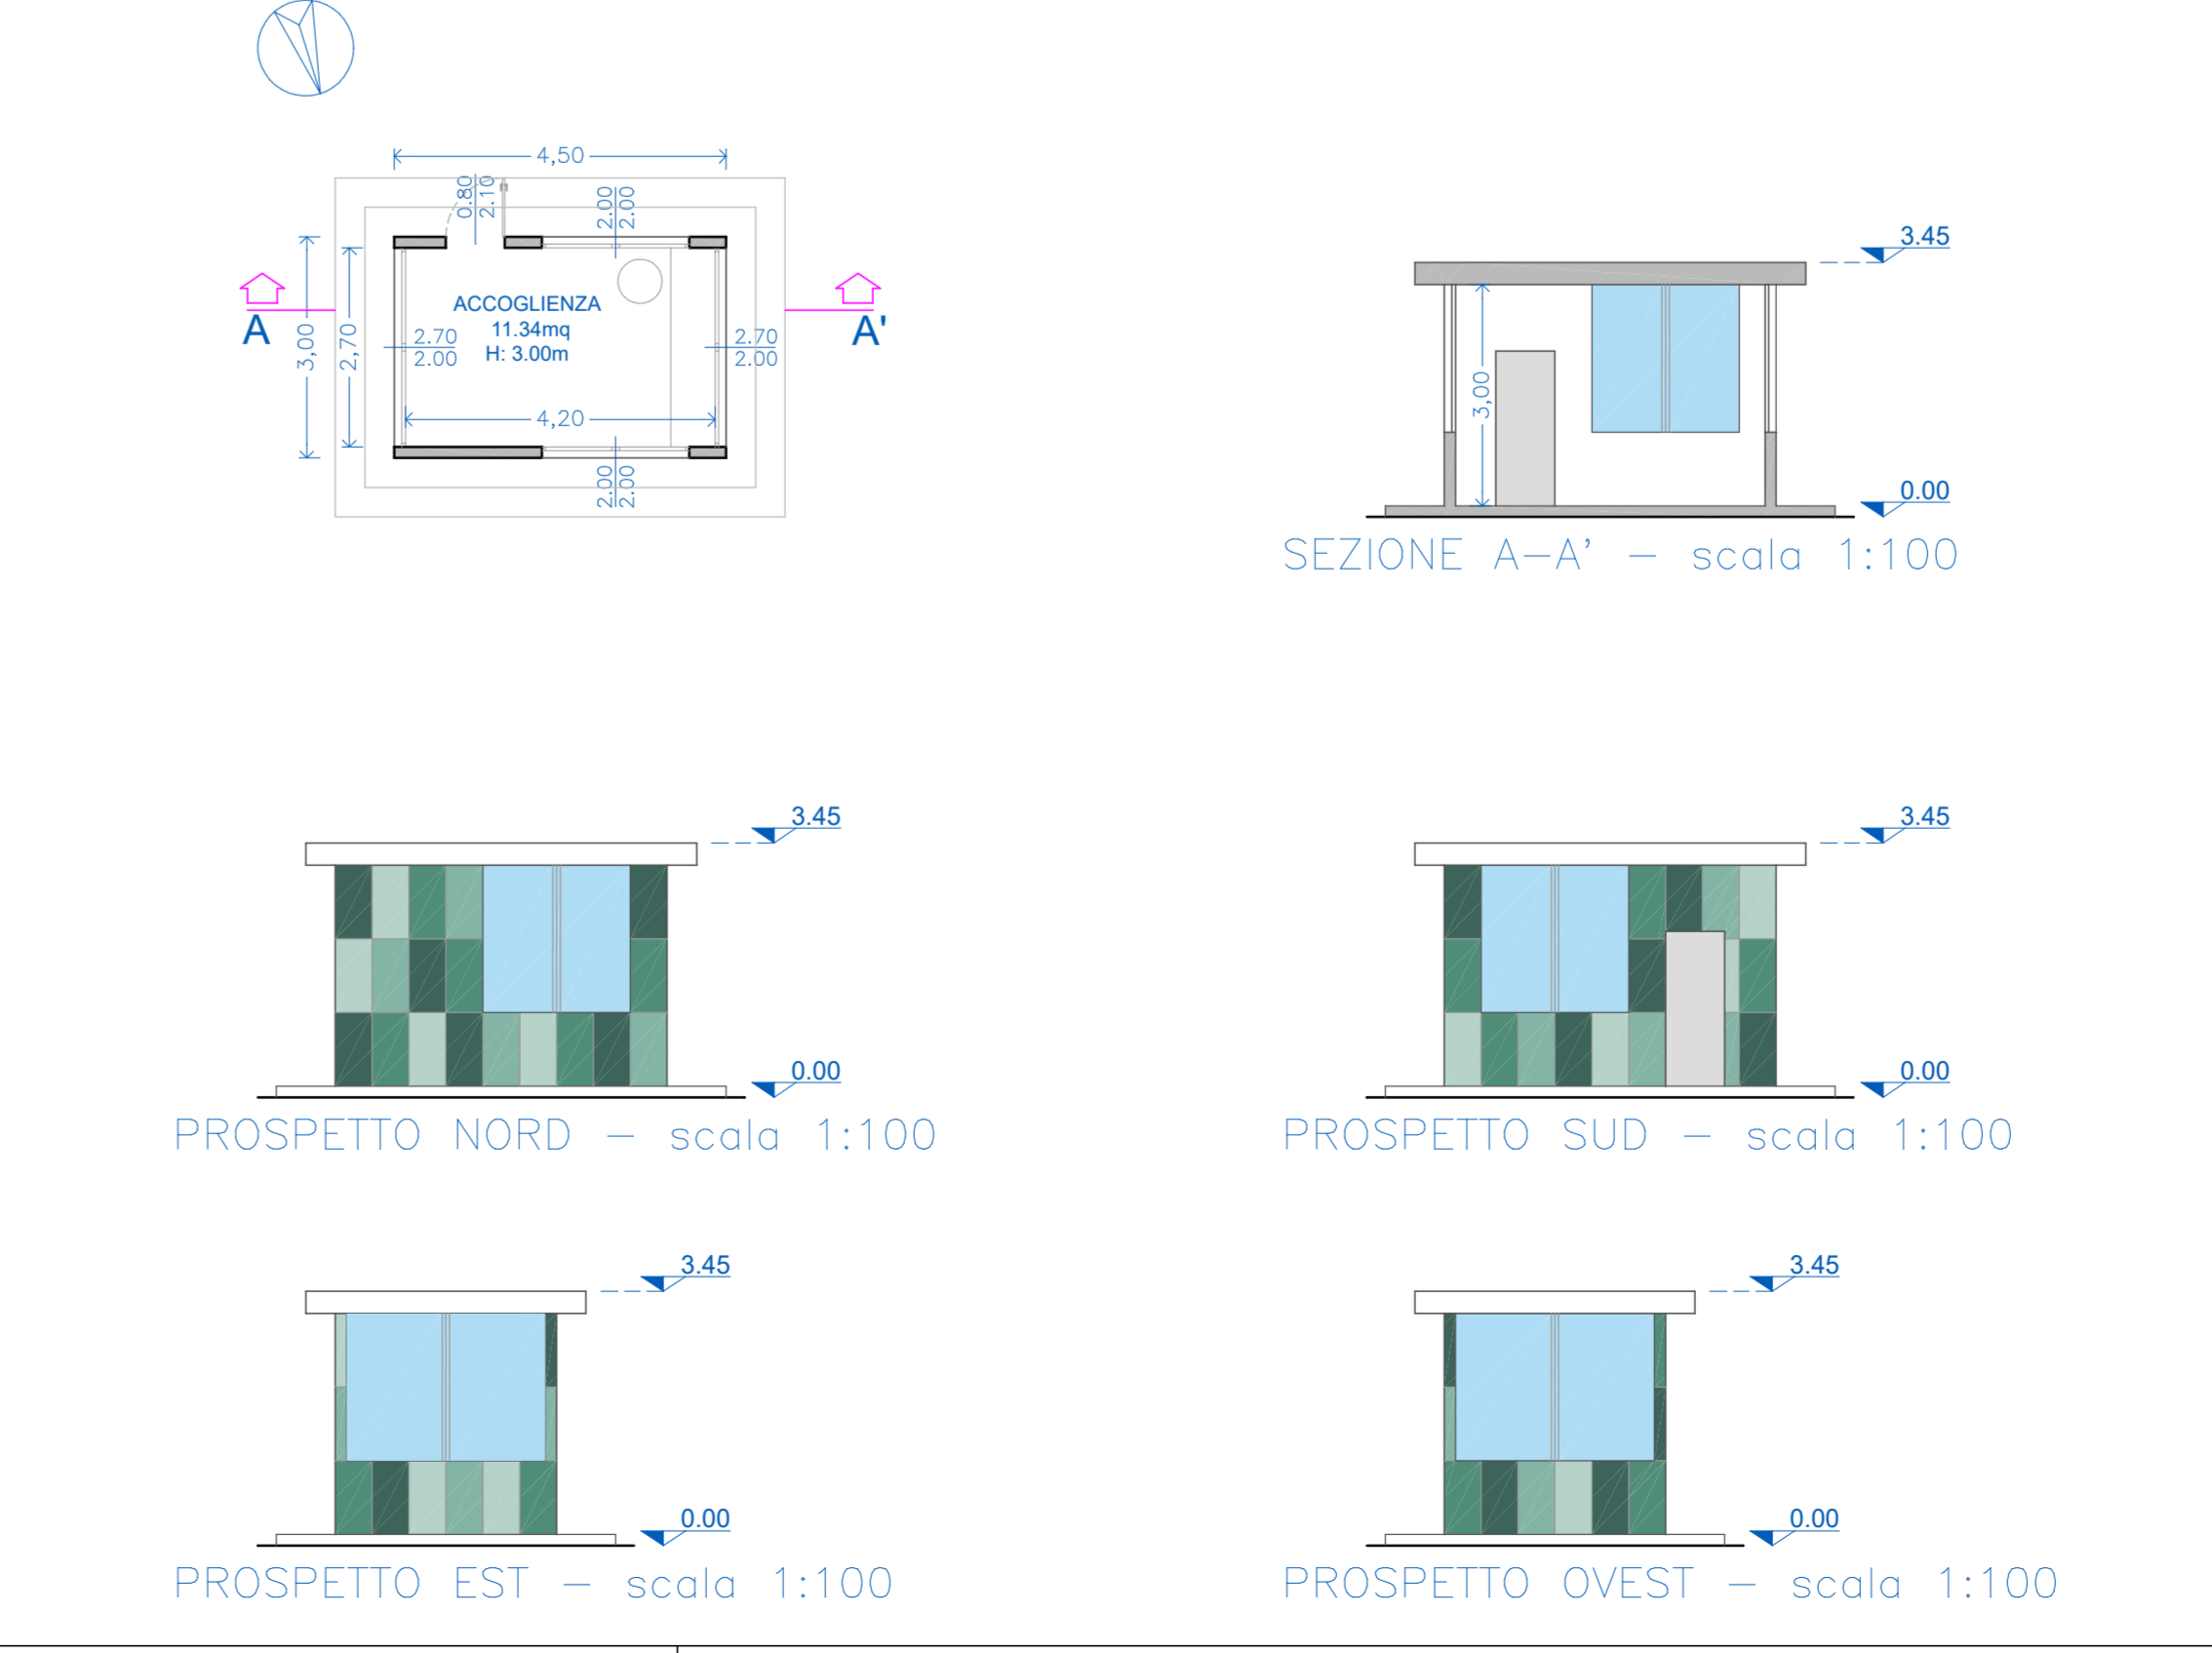 4,50
0.80
2.10
2.00
2.00
3.45
A
ACCOGLIENZA
11.34mq
H: 3.00m
A'
3,00
2,70
2.70
2.00
2.70
2.00
4,20
2.00
2.00
3,00
0.00
SEZIONE A–A' – scala 1:100
3.45
0.00
PROSPETTO NORD – scala 1:100
3.45
0.00
PROSPETTO SUD – scala 1:100
3.45
0.00
PROSPETTO EST – scala 1:100
3.45
0.00
PROSPETTO OVEST – scala 1:100